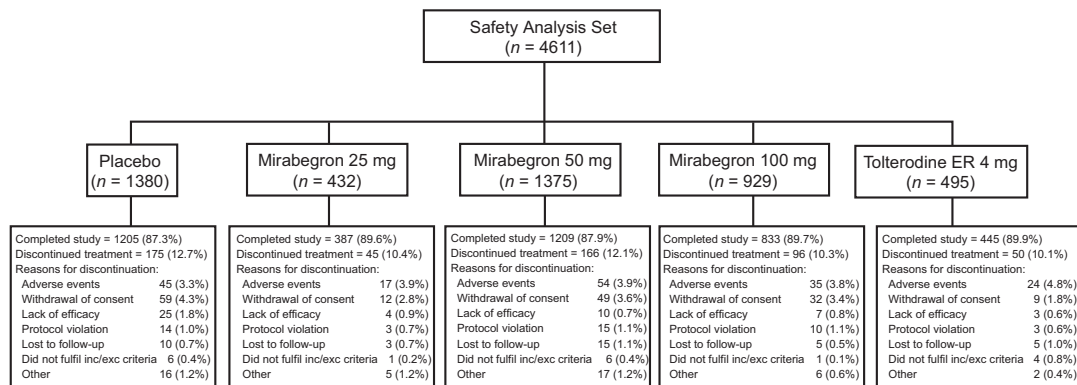 Safety Analysis Set
(n = 4611)
Placebo
(n = 1380)
Mirabegron 25 mg
(n = 432)
Mirabegron 50 mg
(n = 1375)
Mirabegron 100 mg
(n = 929)
Tolterodine ER 4 mg
(n = 495)
Completed study = 1205 (87.3%)
Discontinued treatment = 175 (12.7%)
Reasons for discontinuation:
Adverse events 45 (3.3%)
Withdrawal of consent 59 (4.3%)
Lack of efficacy 25 (1.8%)
Protocol violation 14 (1.0%)
Lost to follow-up 10 (0.7%)
Did not fulfil inc/exc criteria 6 (0.4%)
Other 16 (1.2%)
Completed study = 387 (89.6%)
Discontinued treatment = 45 (10.4%)
Reasons for discontinuation:
Adverse events 17 (3.9%)
Withdrawal of consent 12 (2.8%)
Lack of efficacy 4 (0.9%)
Protocol violation 3 (0.7%)
Lost to follow-up 3 (0.7%)
Did not fulfil inc/exc criteria 1 (0.2%)
Other 5 (1.2%)
Completed study = 1209 (87.9%)
Discontinued treatment = 166 (12.1%)
Reasons for discontinuation:
Adverse events 54 (3.9%)
Withdrawal of consent 49 (3.6%)
Lack of efficacy 10 (0.7%)
Protocol violation 15 (1.1%)
Lost to follow-up 15 (1.1%)
Did not fulfil inc/exc criteria 6 (0.4%)
Other 17 (1.2%)
Completed study = 833 (89.7%)
Discontinued treatment = 96 (10.3%)
Reasons for discontinuation:
Adverse events 35 (3.8%)
Withdrawal of consent 32 (3.4%)
Lack of efficacy 7 (0.8%)
Protocol violation 10 (1.1%)
Lost to follow-up 5 (0.5%)
Did not fulfil inc/exc criteria 1 (0.1%)
Other 6 (0.6%)
Completed study = 445 (89.9%)
Discontinued treatment = 50 (10.1%)
Reasons for discontinuation:
Adverse events 24 (4.8%)
Withdrawal of consent 9 (1.8%)
Lack of efficacy 3 (0.6%)
Protocol violation 3 (0.6%)
Lost to follow-up 5 (1.0%)
Did not fulfil inc/exc criteria 4 (0.8%)
Other 2 (0.4%)